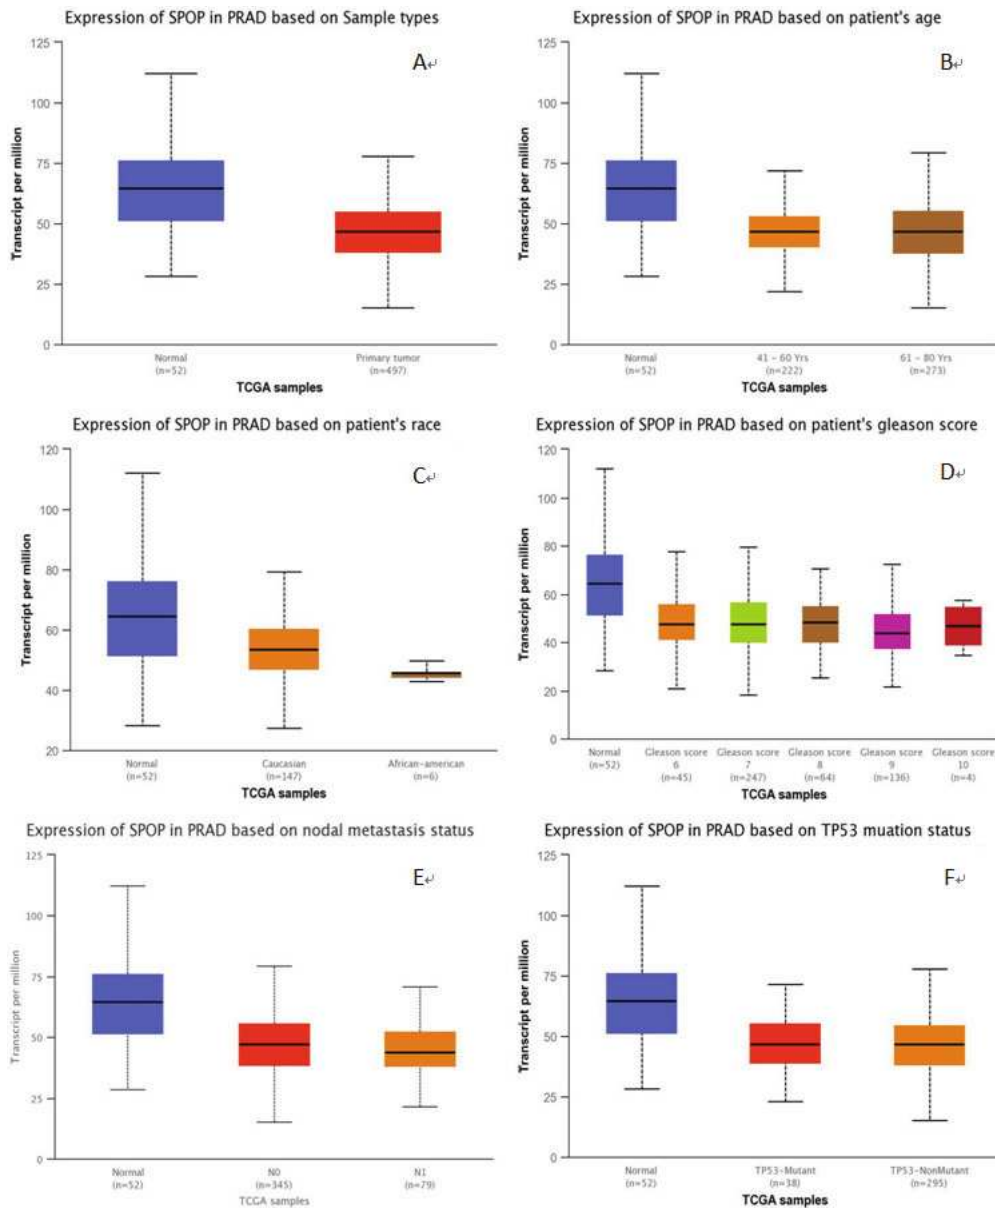 Expression of SPOP in PRAD based on Sample types
A↵
Transcript per million
125
100
75
50
25
0
Normal
(n=52)
Primary tumor
(n=497)
TCGA samples
Expression of SPOP in PRAD based on patient's age
B↵
Transcript per million
125
100
75
50
25
0
Normal
(n=52)
41 – 60 Yrs
(n=222)
61 – 80 Yrs
(n=273)
TCGA samples
Expression of SPOP in PRAD based on patient's race
C↵
Transcript per million
120
100
80
60
40
20
Normal
(n=52)
Caucasian
(n=147)
African-american
(n=6)
TCGA samples
Expression of SPOP in PRAD based on patient's gleason score
D↵
Transcript per million
120
100
80
60
40
20
0
Normal
(n=52)
Gleason score
6
(n=45)
Gleason score
7
(n=247)
Gleason score
8
(n=64)
Gleason score
9
(n=136)
Gleason score
10
(n=4)
TCGA samples
Expression of SPOP in PRAD based on nodal metastasis status
E↵
Transcript per million
125
100
75
50
25
0
Normal
(n=52)
N0
(n=345)
N1
(n=79)
TCGA samples
Expression of SPOP in PRAD based on TP53 muation status
F↵
Transcript per million
125
100
75
50
25
0
Normal
(n=52)
TP53-Mutant
(n=38)
TP53-NonMutant
(n=295)
TCGA samples